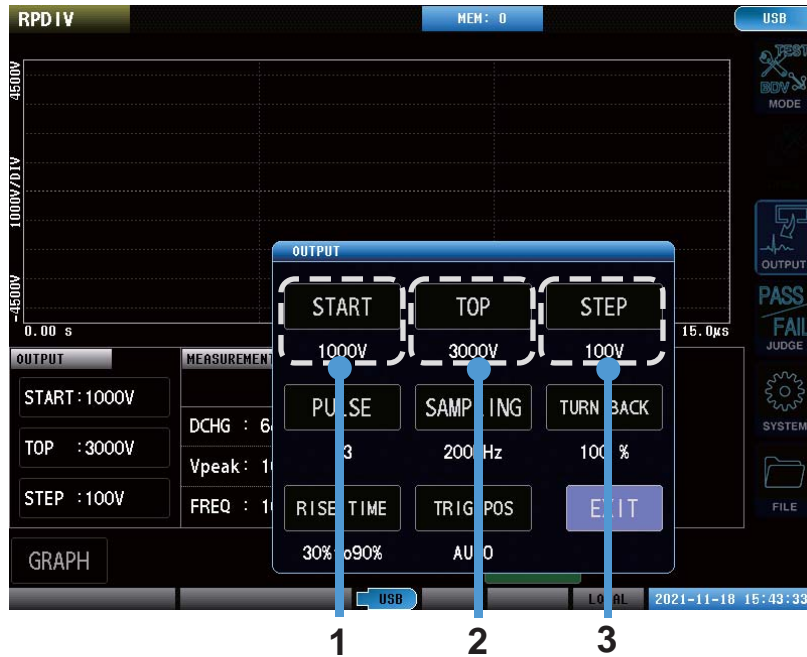 RPDIV
MEM: 0
USB
4500V
1000V/DIV
-4500V
0.00 s
15.0μs
TEST
BDV
MODE
OUTPUT
PASS
FAIL
JUDGE
SYSTEM
FILE
OUTPUT
START
TOP
STEP
1000V
3000V
100V
PULSE
SAMPLING
TURN BACK
3
100 %
RISE TIME
TRIG POS
EXIT
AUTO
OUTPUT
START:1000V
TOP :3000V
STEP :100V
MEASUREMENT
DCHG :
Vpeak:
FREQ :
GRAPH
USB
LOCAL
2021-11-18 15:43:33
1
2
3